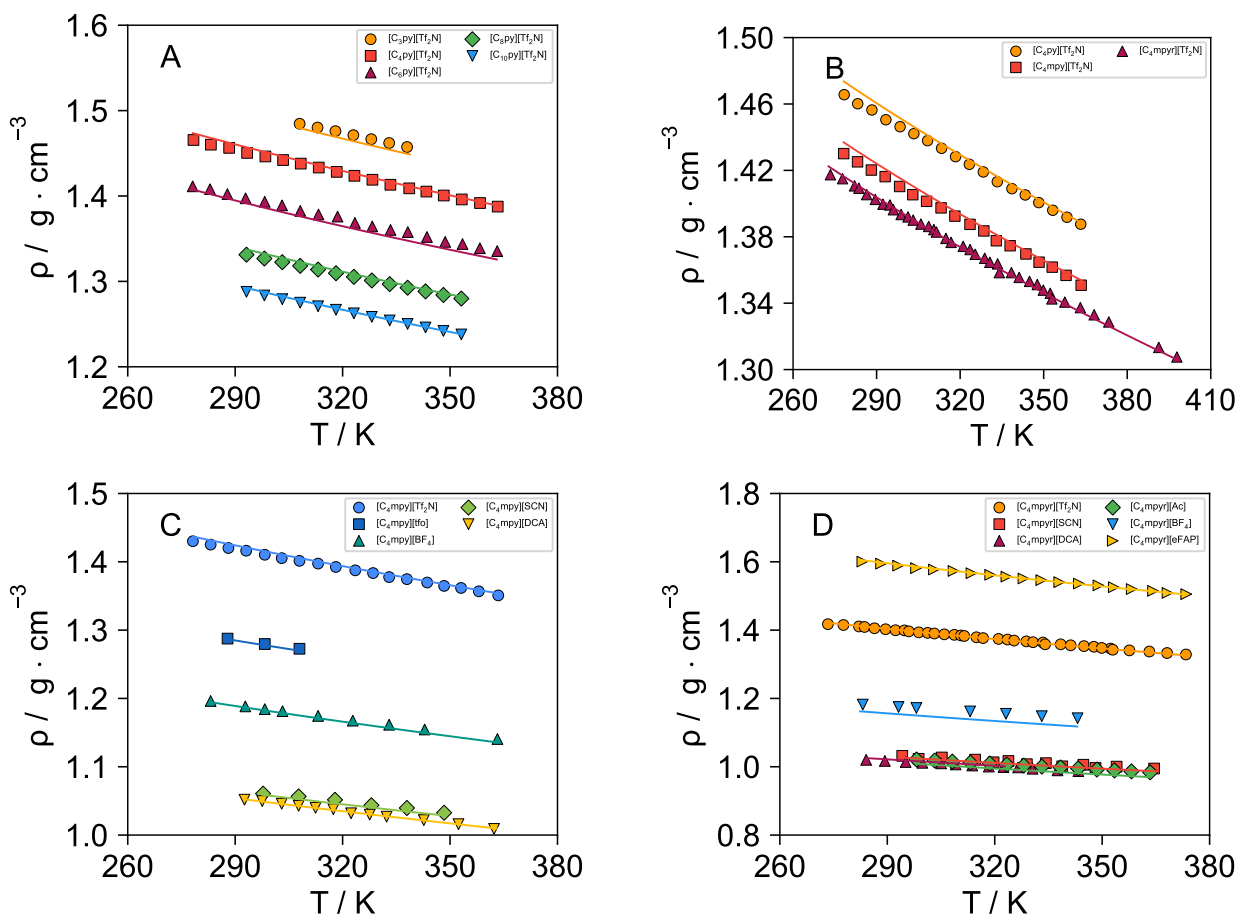 A
[C₃py][Tf₂N]
[C₄py][Tf₂N]
[C₆py][Tf₂N]
[C₈py][Tf₂N]
[C₁₀py][Tf₂N]
1.6
1.5
1.4
1.3
1.2
260 290 320 350 380
T / K
ρ / g · cm⁻³
B
[C₄py][Tf₂N]
[C₄mpy][Tf₂N]
[C₄mpyr][Tf₂N]
1.50
1.46
1.42
1.38
1.34
1.30
260 290 320 350 380 410
T / K
ρ / g · cm⁻³
C
[C₄mpy][Tf₂N]
[C₄mpy][tfo]
[C₄mpy][BF₄]
[C₄mpy][SCN]
[C₄mpy][DCA]
1.5
1.4
1.3
1.2
1.1
1.0
260 290 320 350 380
T / K
ρ / g · cm⁻³
D
[C₄mpyr][Tf₂N]
[C₄mpyr][SCN]
[C₄mpyr][DCA]
[C₄mpyr][Ac]
[C₄mpyr][BF₄]
[C₄mpyr][eFAP]
1.8
1.6
1.4
1.2
1.0
0.8
260 290 320 350 380
T / K
ρ / g · cm⁻³